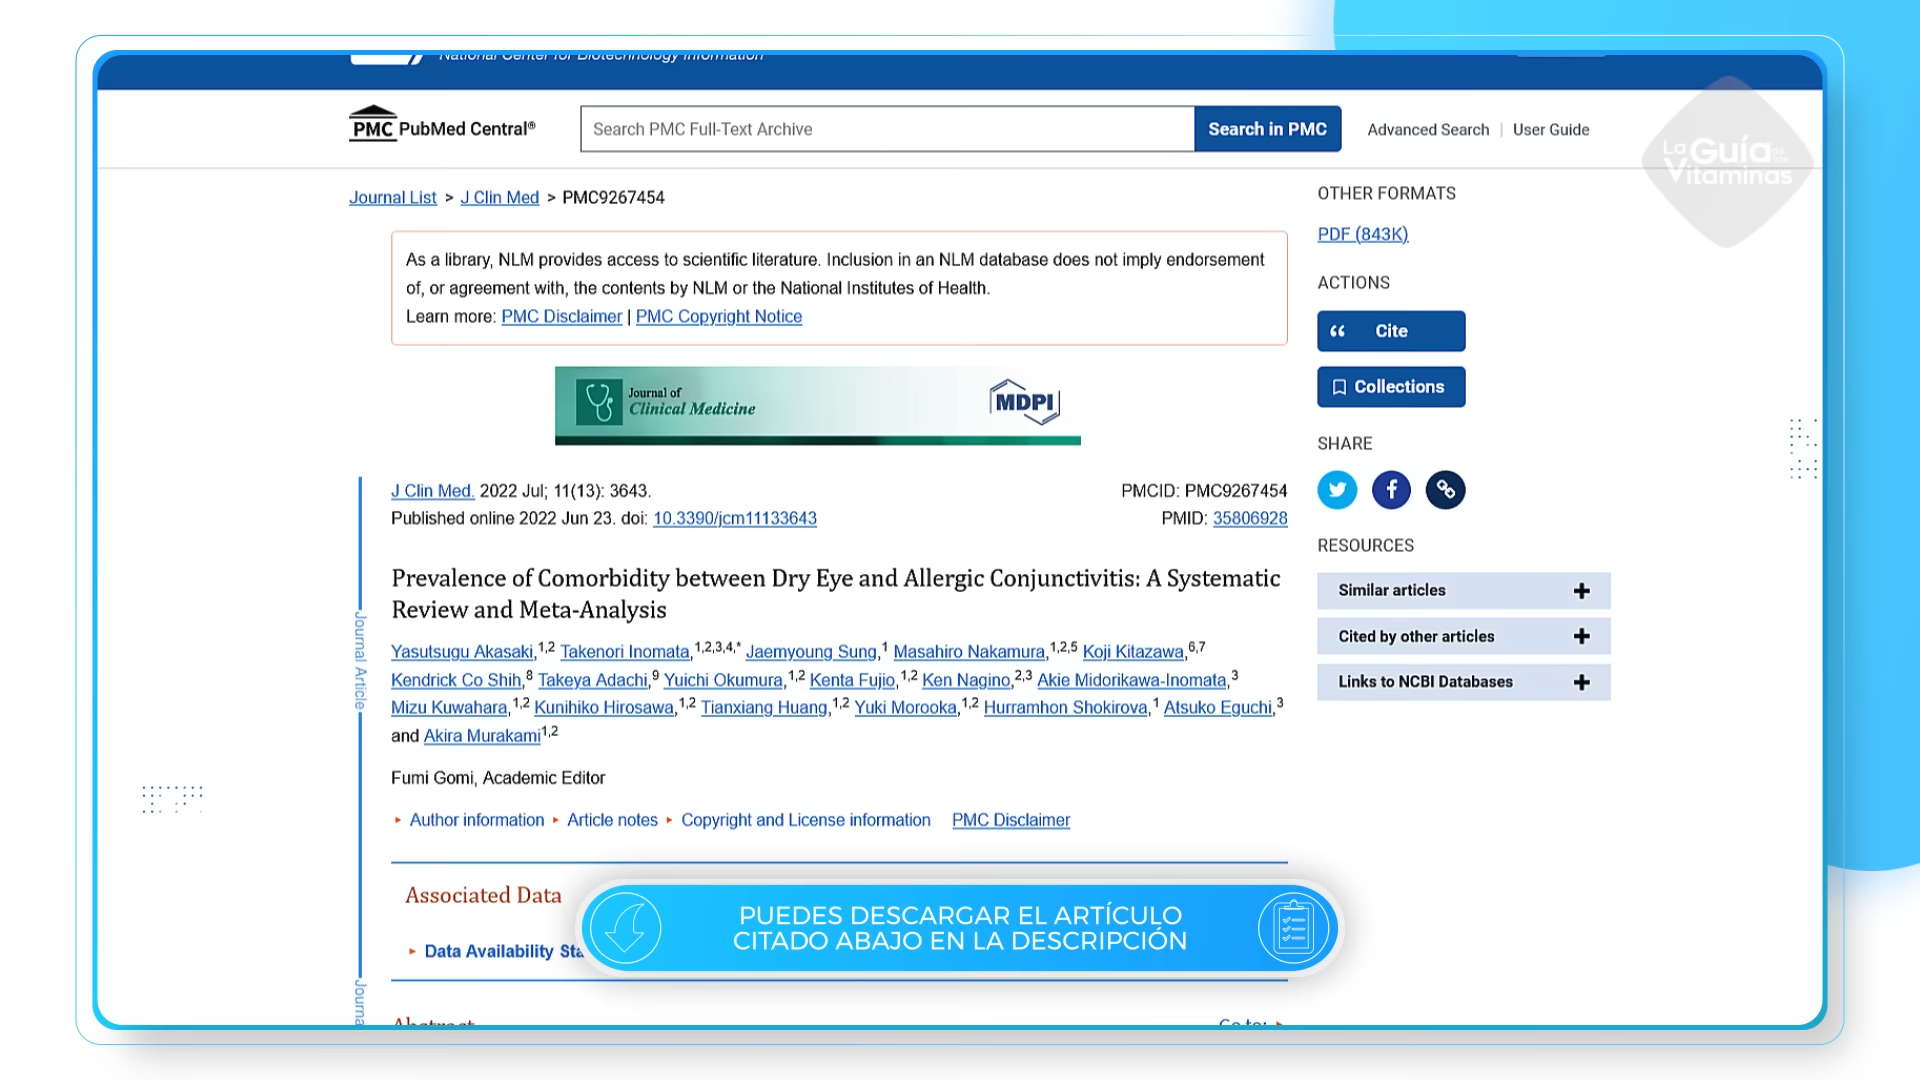 National Center for Biotechnology Information
PMC PubMed Central®
Search PMC Full-Text Archive
Search in PMC
Advanced Search | User Guide
La Guía de las Vitaminas
Journal List > J Clin Med > PMC9267454
As a library, NLM provides access to scientific literature. Inclusion in an NLM database does not imply endorsement
of, or agreement with, the contents by NLM or the National Institutes of Health.
Learn more: PMC Disclaimer | PMC Copyright Notice
Journal of
Clinical Medicine
MDPI
J Clin Med. 2022 Jul; 11(13): 3643.
Published online 2022 Jun 23. doi: 10.3390/jcm11133643
PMCID: PMC9267454
PMID: 35806928
Prevalence of Comorbidity between Dry Eye and Allergic Conjunctivitis: A Systematic
Review and Meta-Analysis
Yasutsugu Akasaki,1,2 Takenori Inomata,1,2,3,4,* Jaemyoung Sung,1 Masahiro Nakamura,1,2,5 Koji Kitazawa,6,7
Kendrick Co Shih,8 Takeya Adachi,9 Yuichi Okumura,1,2 Kenta Fujio,1,2 Ken Nagino,2,3 Akie Midorikawa-Inomata,3
Mizu Kuwahara,1,2 Kunihiko Hirosawa,1,2 Tianxiang Huang,1,2 Yuki Morooka,1,2 Hurramhon Shokirova,1 Atsuko Eguchi,3
and Akira Murakami1,2
Fumi Gomi, Academic Editor
Author information Article notes Copyright and License information PMC Disclaimer
Associated Data
Data Availability Sta
Abstract
Go to:
Journal Article
Journa
OTHER FORMATS
PDF (843K)
ACTIONS
Cite
Collections
SHARE
RESOURCES
Similar articles
Cited by other articles
Links to NCBI Databases
PUEDES DESCARGAR EL ARTÍCULO
CITADO ABAJO EN LA DESCRIPCIÓN